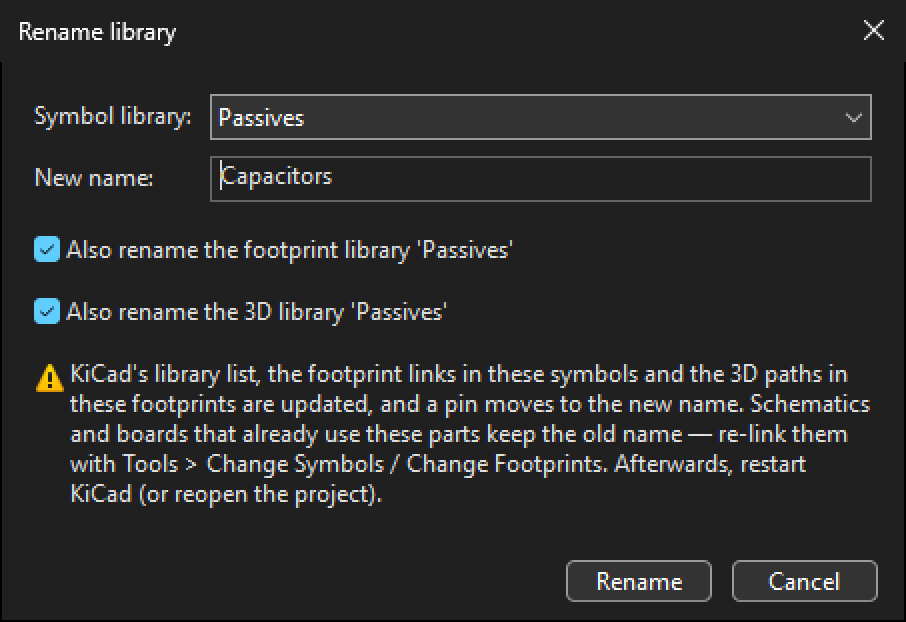 Rename library
Symbol library: Passives
New name: Capacitors
Also rename the footprint library 'Passives'
Also rename the 3D library 'Passives'
KiCad's library list, the footprint links in these symbols and the 3D paths in
these footprints are updated, and a pin moves to the new name. Schematics
and boards that already use these parts keep the old name — re-link them
with Tools > Change Symbols / Change Footprints. Afterwards, restart
KiCad (or reopen the project).
Rename Cancel